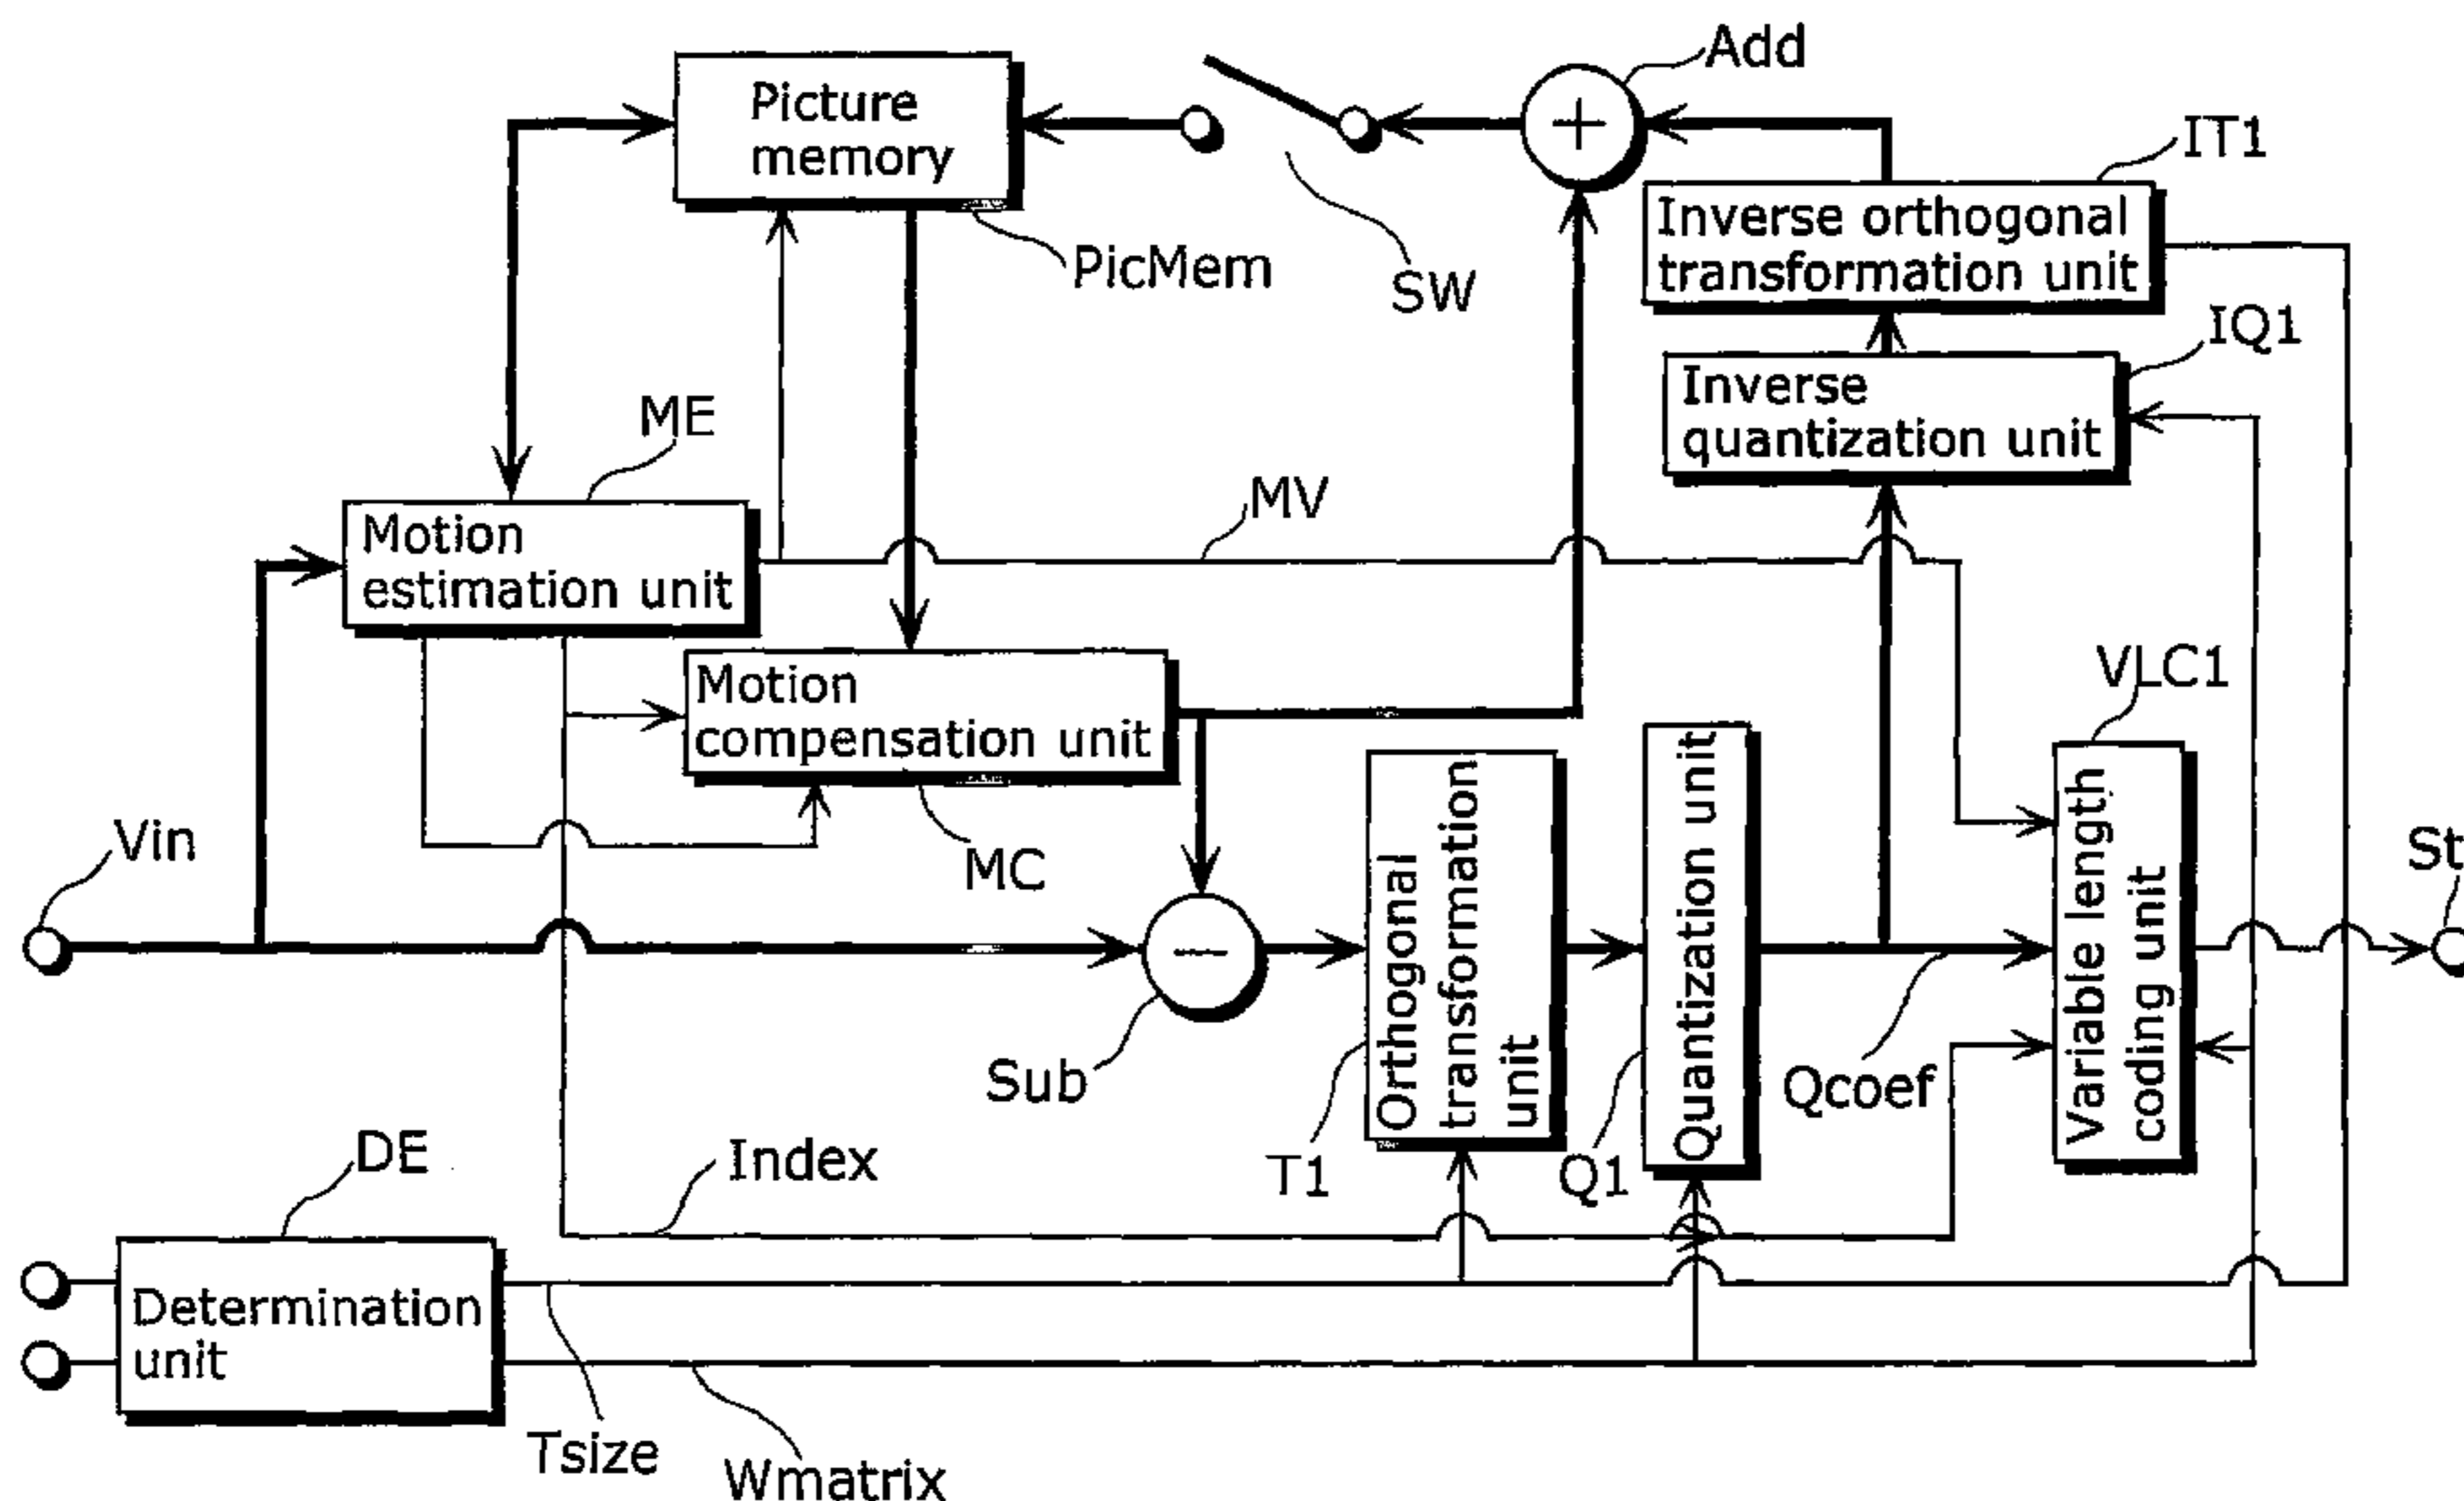 Add
Picture
memory
IT1
Inverse orthogonal
transformation unit
PicMem
SW
IQ1
Inverse
quantization unit
ME
MV
Motion
estimation unit
VLC1
Motion
compensation unit
Vin
MC
Orthogonal
transformation
unit
Quantization unit
Variable length
coding unit
St
Sub
Qcoef
DE
Index
T1
Q1
Determination
unit
Tsize
Wmatrix